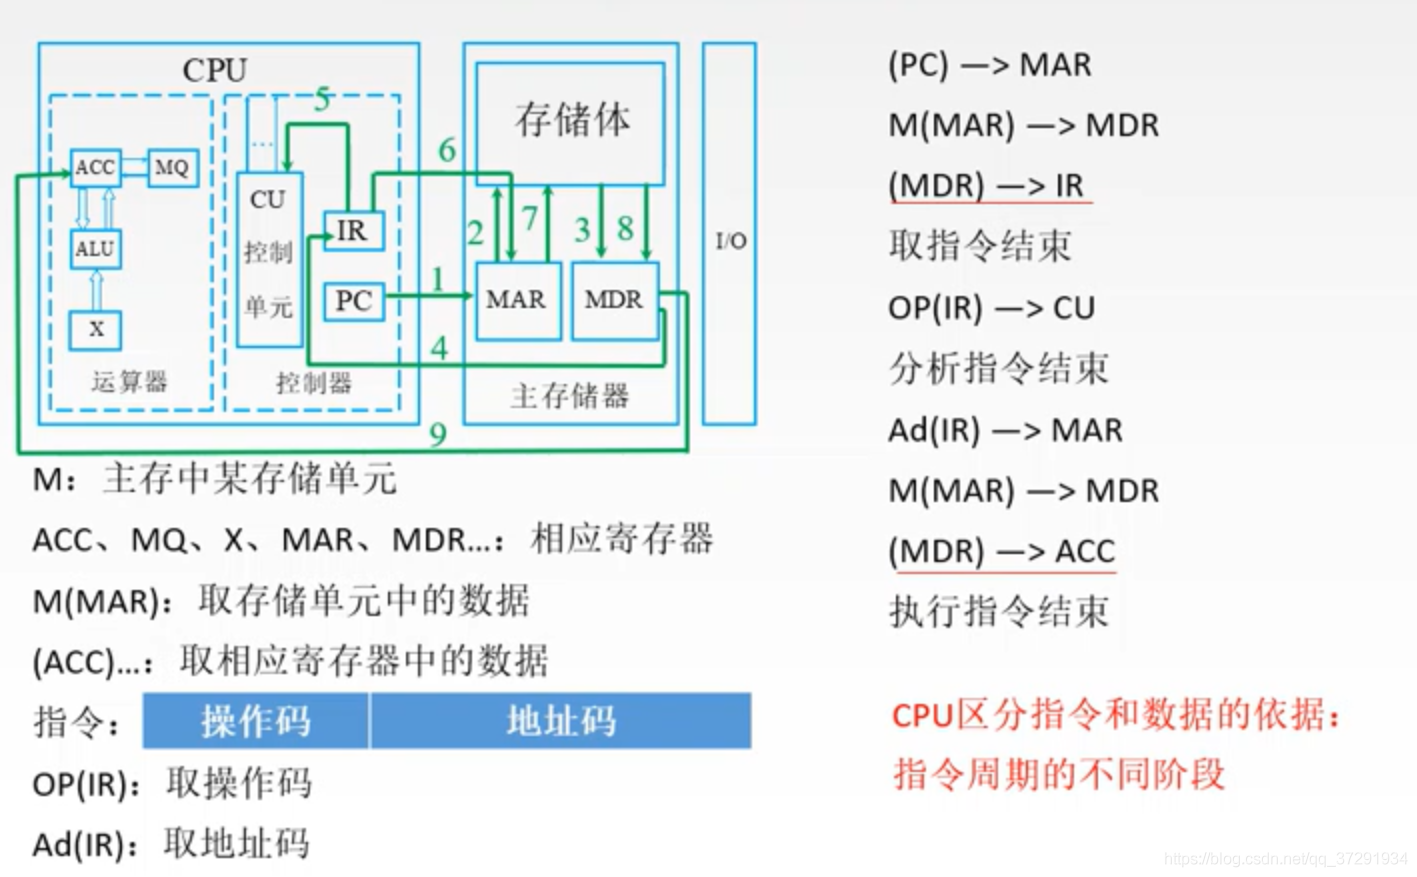 CPU
5
ACC
MQ
ALU
X
运算器
CU
控制
单元
...
IR
PC
控制器
6
1
4
9
存储体
2
7
3
8
MAR
MDR
主存储器
I/O
M：主存中某存储单元
ACC、MQ、X、MAR、MDR...：相应寄存器
M(MAR)：取存储单元中的数据
(ACC)...：取相应寄存器中的数据
指令： 操作码 地址码
OP(IR)：取操作码
Ad(IR)：取地址码
(PC) —> MAR
M(MAR) —> MDR
(MDR) —> IR
取指令结束
OP(IR) —> CU
分析指令结束
Ad(IR) —> MAR
M(MAR) —> MDR
(MDR) —> ACC
执行指令结束
CPU区分指令和数据的依据：
指令周期的不同阶段
https://blog.csdn.net/qq_37291934